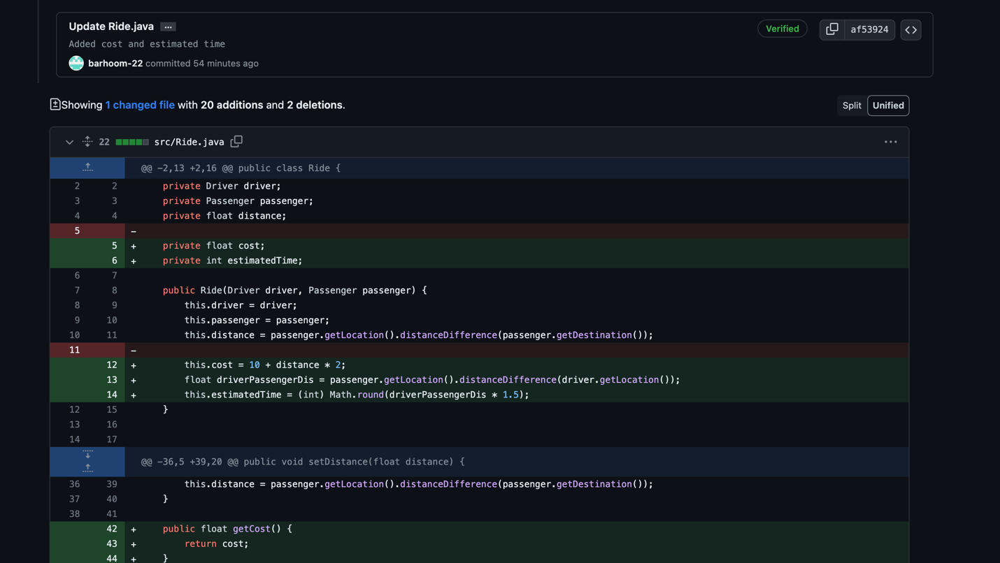 Update Ride.java ...
Verified
af53924
<>
Added cost and estimated time
barhoom-22 committed 54 minutes ago
Showing 1 changed file with 20 additions and 2 deletions.
Split Unified
22 src/Ride.java
@@ -2,13 +2,16 @@ public class Ride {
2 2 private Driver driver;
3 3 private Passenger passenger;
4 4 private float distance;
5 -
5 + private float cost;
6 + private int estimatedTime;
6 7
7 8 public Ride(Driver driver, Passenger passenger) {
8 9 this.driver = driver;
9 10 this.passenger = passenger;
10 11 this.distance = passenger.getLocation().distanceDifference(passenger.getDestination());
11 -
12 + this.cost = 10 + distance * 2;
13 + float driverPassengerDis = passenger.getLocation().distanceDifference(driver.getLocation());
14 + this.estimatedTime = (int) Math.round(driverPassengerDis * 1.5);
12 15 }
13 16
14 17
@@ -36,5 +39,20 @@ public void setDistance(float distance) {
36 39 this.distance = passenger.getLocation().distanceDifference(passenger.getDestination());
37 40 }
38 41
42 + public float getCost() {
43 + return cost;
44 + }